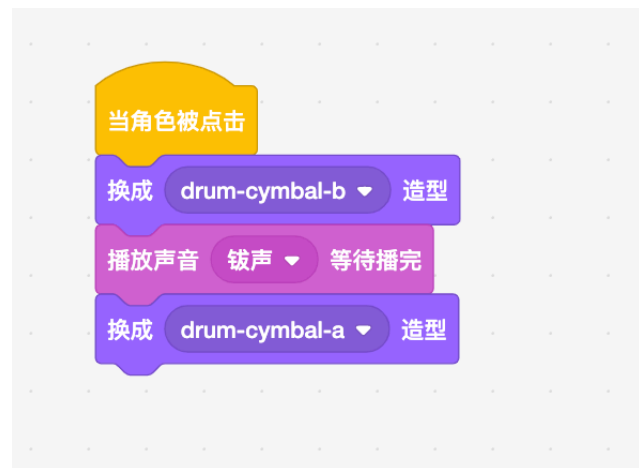 当角色被点击
换成 drum-cymbal-b 造型
播放声音 钹声 等待播完
换成 drum-cymbal-a 造型